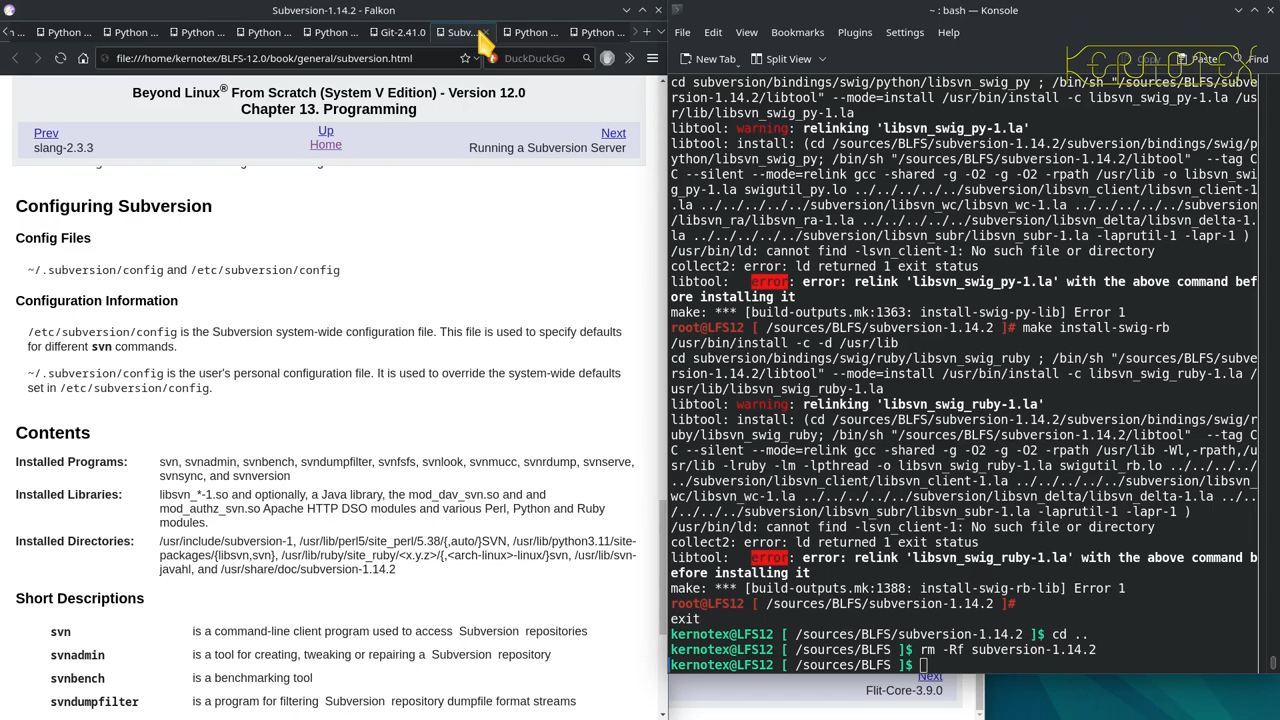 Subversion-1.14.2 - Falkon
n ... Python ... Python ... Python ... Python ... Python ... Git-2.41.0 Subv... Python ... Python ...
file:///home/kernotex/BLFS-12.0/book/general/subversion.html
DuckDuckGo
Beyond Linux® From Scratch (System V Edition) - Version 12.0
Chapter 13. Programming
Prev Up Next
slang-2.3.3 Home Running a Subversion Server
Configuring Subversion
Config Files
~/.subversion/config and /etc/subversion/config
Configuration Information
/etc/subversion/config is the Subversion system-wide configuration file. This file is used to specify defaults
for different svn commands.
~/.subversion/config is the user's personal configuration file. It is used to override the system-wide defaults
set in /etc/subversion/config.
Contents
Installed Programs: svn, svnadmin, svnbench, svndumpfilter, svnfsfs, svnlook, svnmucc, svnrdump, svnserve,
svnsync, and svnversion
Installed Libraries: libsvn_*-1.so and optionally, a Java library, the mod_dav_svn.so and and
mod_authz_svn.so Apache HTTP DSO modules and various Perl, Python and Ruby
modules.
Installed Directories: /usr/include/subversion-1, /usr/lib/perl5/site_perl/5.38/{,auto/}SVN, /usr/lib/python3.11/site-
packages/{libsvn,svn}, /usr/lib/ruby/site_ruby/<x.y.z>/{,<arch-linux>-linux/}svn, /usr/lib/svn-
javahl, and /usr/share/doc/subversion-1.14.2
Short Descriptions
svn is a command-line client program used to access Subversion repositories
svnadmin is a tool for creating, tweaking or repairing a Subversion repository
svnbench is a benchmarking tool
svndumpfilter is a program for filtering Subversion repository dumpfile format streams
~ : bash — Konsole
File Edit View Bookmarks Plugins Settings Help
New Tab Split View Copy Paste Find
KERNOTEX
cd subversion/bindings/swig/python/libsvn_swig_py ; /bin/sh "/sources/BLFS/subve
rsion-1.14.2/libtool" --mode=install /usr/bin/install -c libsvn_swig_py-1.la /us
r/lib/libsvn_swig_py-1.la
libtool: warning: relinking 'libsvn_swig_py-1.la'
libtool: install: (cd /sources/BLFS/subversion-1.14.2/subversion/bindings/swig/p
ython/libsvn_swig_py; /bin/sh "/sources/BLFS/subversion-1.14.2/libtool"  --tag C
C --silent --mode=relink gcc -shared -g -O2 -g -O2 -rpath /usr/lib -o libsvn_swi
g_py-1.la swigutil_py.lo ../../../../subversion/libsvn_client/libsvn_client-1
.la ../../../../subversion/libsvn_wc/libsvn_wc-1.la ../../../../subversion
/libsvn_ra/libsvn_ra-1.la ../../../../subversion/libsvn_delta/libsvn_delta-1.
la ../../../../subversion/libsvn_subr/libsvn_subr-1.la -laprutil-1 -lapr-1 )
/usr/bin/ld: cannot find -lsvn_client-1: No such file or directory
collect2: error: ld returned 1 exit status
libtool:   error: error: relink 'libsvn_swig_py-1.la' with the above command bef
ore installing it
make: *** [build-outputs.mk:1363: install-swig-py-lib] Error 1
root@LFS12 [ /sources/BLFS/subversion-1.14.2 ]# make install-swig-rb
/usr/bin/install -c -d /usr/lib
cd subversion/bindings/swig/ruby/libsvn_swig_ruby ; /bin/sh "/sources/BLFS/subve
rsion-1.14.2/libtool" --mode=install /usr/bin/install -c libsvn_swig_ruby-1.la /
usr/lib/libsvn_swig_ruby-1.la
libtool: warning: relinking 'libsvn_swig_ruby-1.la'
libtool: install: (cd /sources/BLFS/subversion-1.14.2/subversion/bindings/swig/r
uby/libsvn_swig_ruby; /bin/sh "/sources/BLFS/subversion-1.14.2/libtool"  --tag C
C --silent --mode=relink gcc -shared -g -O2 -g -O2 -rpath /usr/lib -Wl,-rpath,/u
sr/lib -lruby -lm -lpthread -o libsvn_swig_ruby-1.la swigutil_rb.lo ../../../../
../subversion/libsvn_client/libsvn_client-1.la ../../../../subversion/libsvn_
wc/libsvn_wc-1.la ../../../../subversion/libsvn_delta/libsvn_delta-1.la ../../
../../subversion/libsvn_subr/libsvn_subr-1.la -laprutil-1 -lapr-1 )
/usr/bin/ld: cannot find -lsvn_client-1: No such file or directory
collect2: error: ld returned 1 exit status
libtool:   error: error: relink 'libsvn_swig_ruby-1.la' with the above command b
efore installing it
make: *** [build-outputs.mk:1388: install-swig-rb-lib] Error 1
root@LFS12 [ /sources/BLFS/subversion-1.14.2 ]#
exit
kernotex@LFS12 [ /sources/BLFS/subversion-1.14.2 ]$ cd ..
kernotex@LFS12 [ /sources/BLFS ]$ rm -Rf subversion-1.14.2
kernotex@LFS12 [ /sources/BLFS ]$
Next
Flit-Core-3.9.0